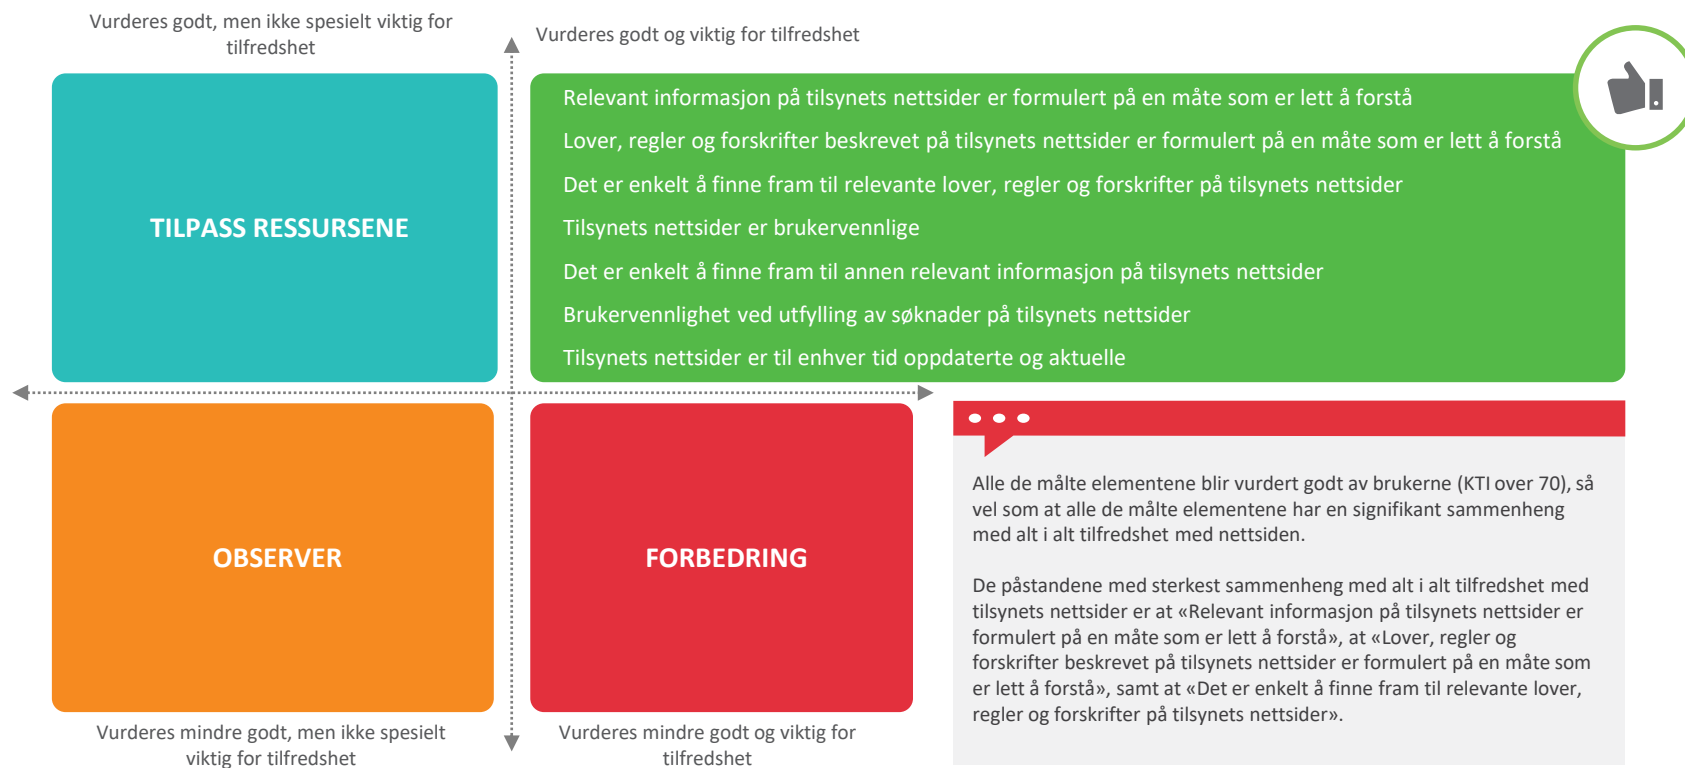 Vurderes godt, men ikke spesielt viktig for
tilfredshet
Vurderes godt og viktig for tilfredshet
TILPASS RESSURSENE
Relevant informasjon på tilsynets nettsider er formulert på en måte som er lett å forstå
Lover, regler og forskrifter beskrevet på tilsynets nettsider er formulert på en måte som er lett å forstå
Det er enkelt å finne fram til relevante lover, regler og forskrifter på tilsynets nettsider
Tilsynets nettsider er brukervennlige
Det er enkelt å finne fram til annen relevant informasjon på tilsynets nettsider
Brukervennlighet ved utfylling av søknader på tilsynets nettsider
Tilsynets nettsider er til enhver tid oppdaterte og aktuelle
OBSERVER
FORBEDRING
Alle de målte elementene blir vurdert godt av brukerne (KTI over 70), så
vel som at alle de målte elementene har en signifikant sammenheng
med alt i alt tilfredshet med nettsiden.
De påstandene med sterkest sammenheng med alt i alt tilfredshet med
tilsynets nettsider er at «Relevant informasjon på tilsynets nettsider er
formulert på en måte som er lett å forstå», at «Lover, regler og
forskrifter beskrevet på tilsynets nettsider er formulert på en måte som
er lett å forstå», samt at «Det er enkelt å finne fram til relevante lover,
regler og forskrifter på tilsynets nettsider».
Vurderes mindre godt, men ikke spesielt
viktig for tilfredshet
Vurderes mindre godt og viktig for
tilfredshet